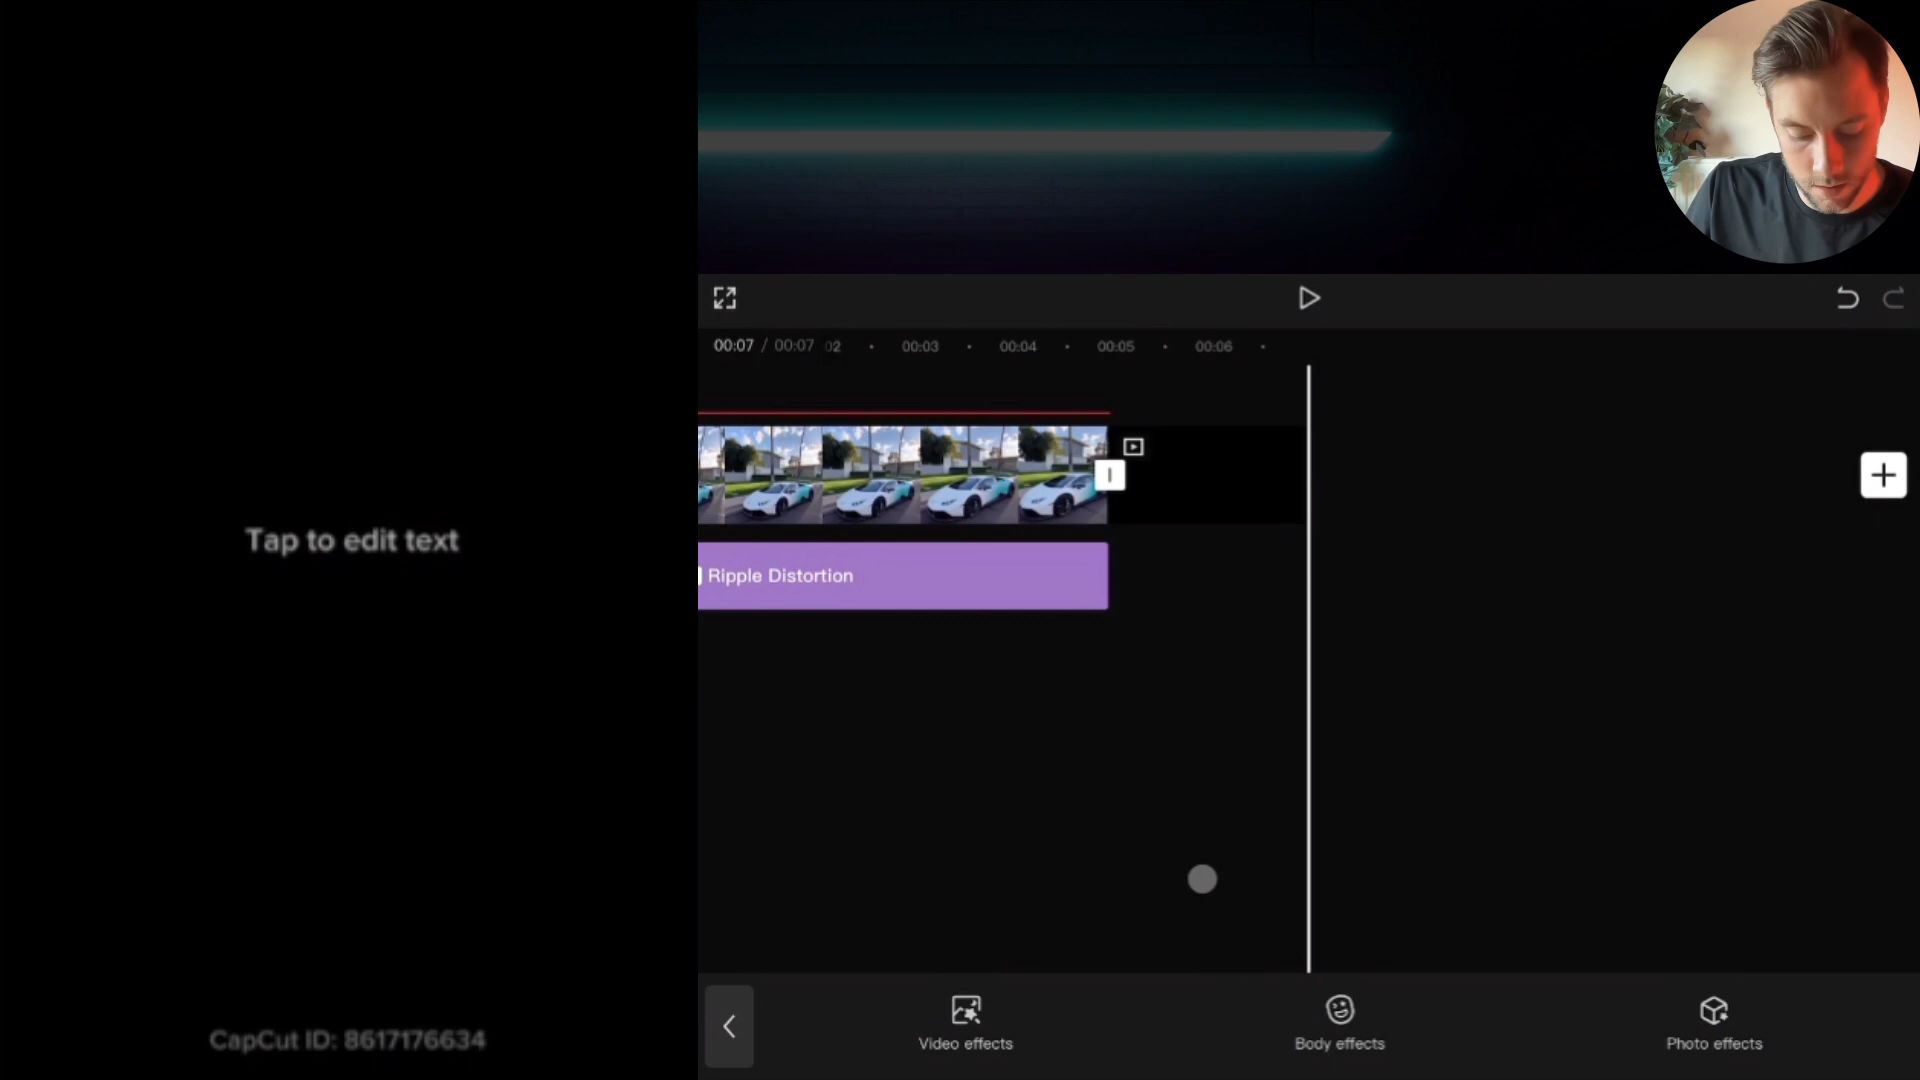 00:07 / 00:07 02 00:03 00:04 00:05 00:06
Tap to edit text
Ripple Distortion
CapCut ID: 8617176634
Video effects
Body effects
Photo effects